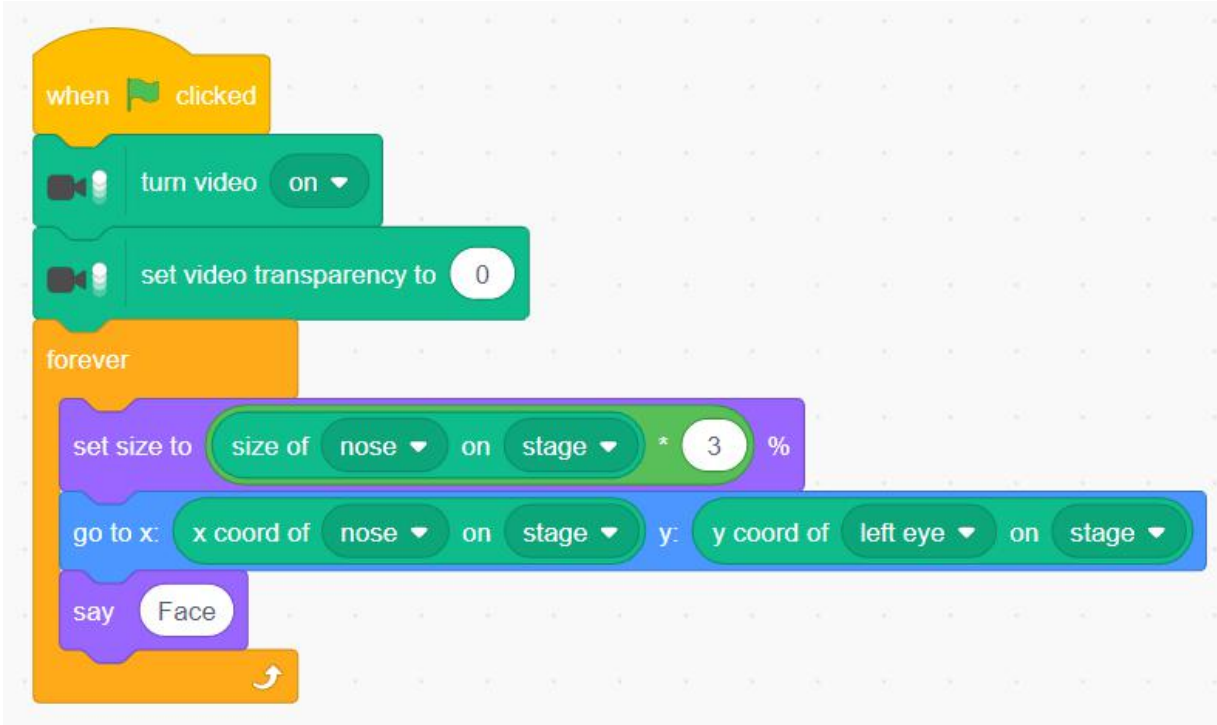 when clicked
turn video on
set video transparency to 0
forever
set size to size of nose on stage * 3 %
go to x: x coord of nose on stage y: y coord of left eye on stage
say Face